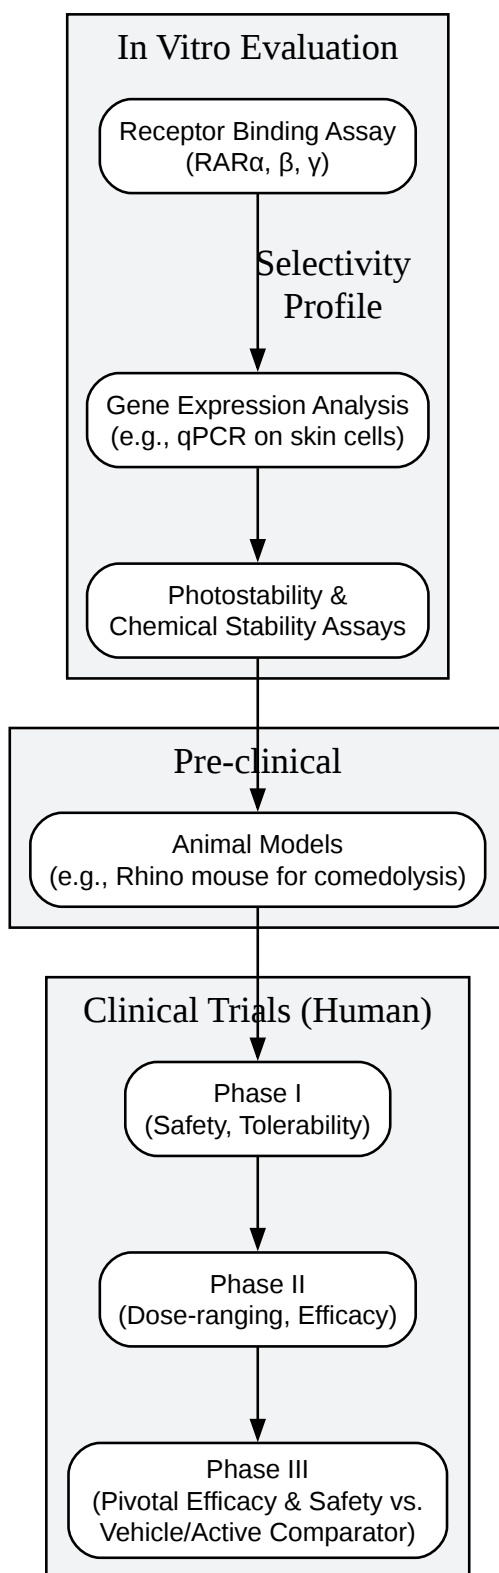 In Vitro Evaluation
Receptor Binding Assay
(RARα, β, γ)
Selectivity
Profile
Gene Expression Analysis
(e.g., qPCR on skin cells)
Photostability &
Chemical Stability Assays
Pre-clinical
Animal Models
(e.g., Rhino mouse for comedolysis)
Clinical Trials (Human)
Phase I
(Safety, Tolerability)
Phase II
(Dose-ranging, Efficacy)
Phase III
(Pivotal Efficacy & Safety vs.
Vehicle/Active Comparator)